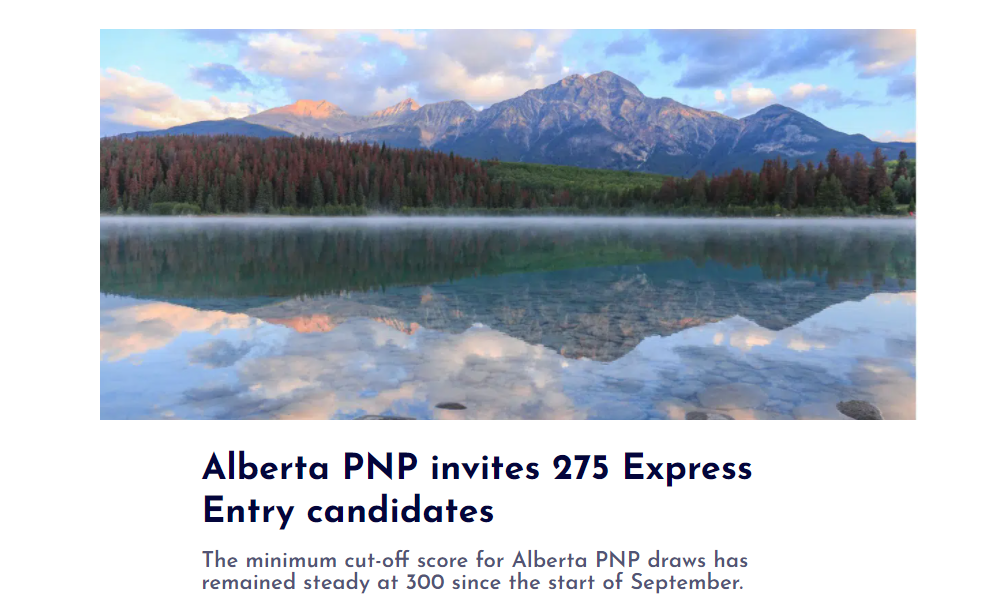 Alberta PNP invites 275 Express
Entry candidates
The minimum cut-off score for Alberta PNP draws has
remained steady at 300 since the start of September.